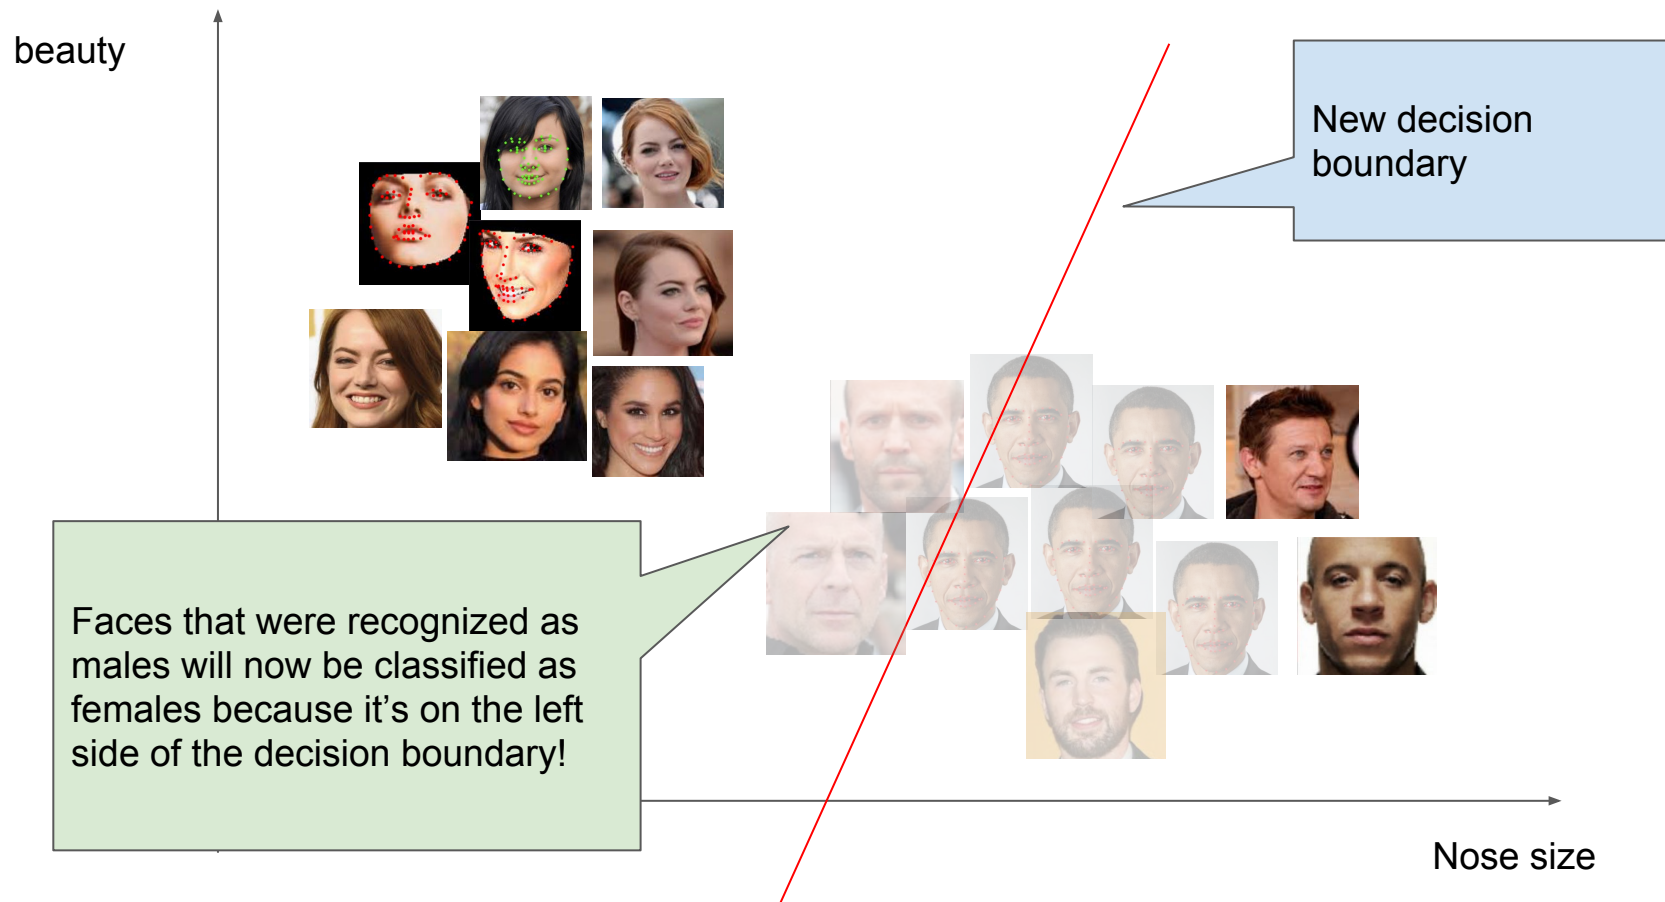 beauty
New decision
boundary
Faces that were recognized as
males will now be classified as
females because it’s on the left
side of the decision boundary!
Nose size